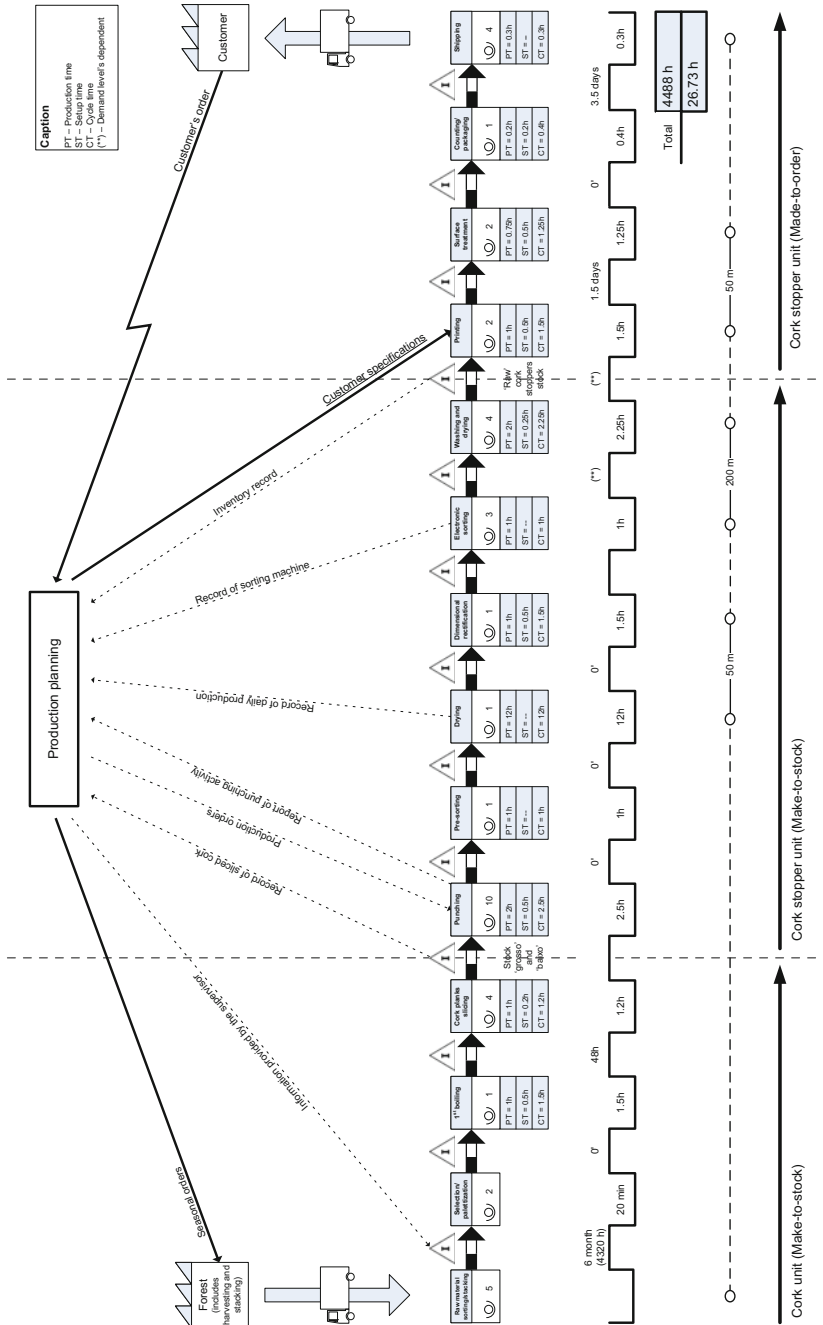 Caption
PT – Production time
ST – Setup time
CT – Cycle time
(**) – Demand level's dependent
Production planning
Forest
(includes
harvesting and
stacking)
Customer
Seasonal orders
Customer's order
Information provided by the supervisor
Record of sliced cork
Production orders
Report of punching activity
Record of daily production
Record of sorting machine
Inventory record
Customer specifications
Raw material
sorting/stacking
5
I
Selection/
palettization
2
I
1st boiling
1
PT = 1h
ST = 0.5h
CT = 1.5h
I
Cork planks
slicing
4
PT = 1h
ST = 0.2h
CT = 1.2h
I
Stock
'grosso'
and
'baixo'
Punching
10
PT = 2h
ST = 0.5h
CT = 2.5h
I
Pre-sorting
1
PT = 1h
ST = --
CT = 1h
I
Drying
1
PT = 12h
ST = --
CT = 12h
I
Dimensional
rectification
1
PT = 1h
ST = 0.5h
CT = 1.5h
I
Electronic
sorting
3
PT = 1h
ST = --
CT = 1h
I
Washing and
drying
4
PT = 2h
ST = 0.25h
CT = 2.25h
I
'Raw'
cork
stoppers
stock
Printing
2
PT = 1h
ST = 0.5h
CT = 1.5h
I
Surface
treatment
2
PT = 0.75h
ST = 0.5h
CT = 1.25h
I
Counting/
packaging
1
PT = 0.2h
ST = 0.2h
CT = 0.4h
I
Shipping
4
PT = 0.3h
ST = --
CT = 0.3h
6 month
(4320 h)
20 min
0'
1.5h
48h
1.2h
2.5h
0'
1h
0'
12h
0'
1.5h
1h
(**)
2.25h
(**)
1.5h
1.5 days
1.25h
0'
0.4h
3.5 days
0.3h
Total
4488 h
26.73 h
50 m
200 m
50 m
Cork unit (Make-to-stock)
Cork stopper unit (Make-to-stock)
Cork stopper unit (Made-to-order)